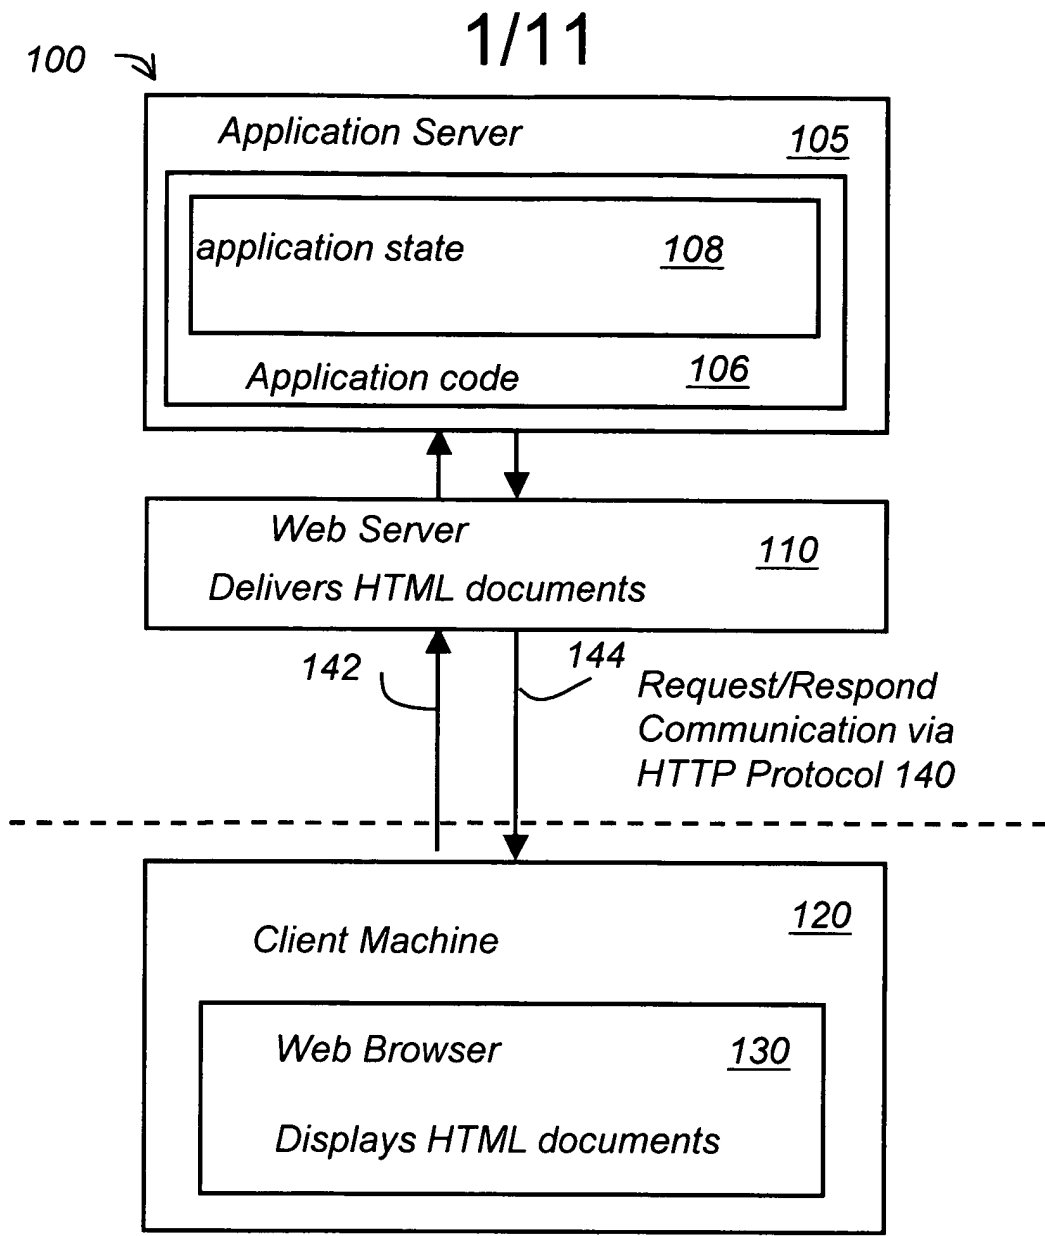 1/11
100
Application Server 105
application state 108
Application code 106
Web Server 110
Delivers HTML documents
142
144
Request/Respond
Communication via
HTTP Protocol 140
Client Machine 120
Web Browser 130
Displays HTML documents